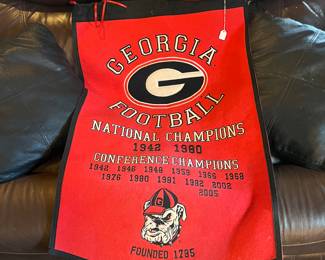 GEORGIA
G
FOOTBALL
NATIONAL CHAMPIONS
1942 1980
CONFERENCE CHAMPIONS
1942 1946 1948 1959 1966 1968
1976 1980 1981 1982 2002
2005
G
FOUNDED 1785